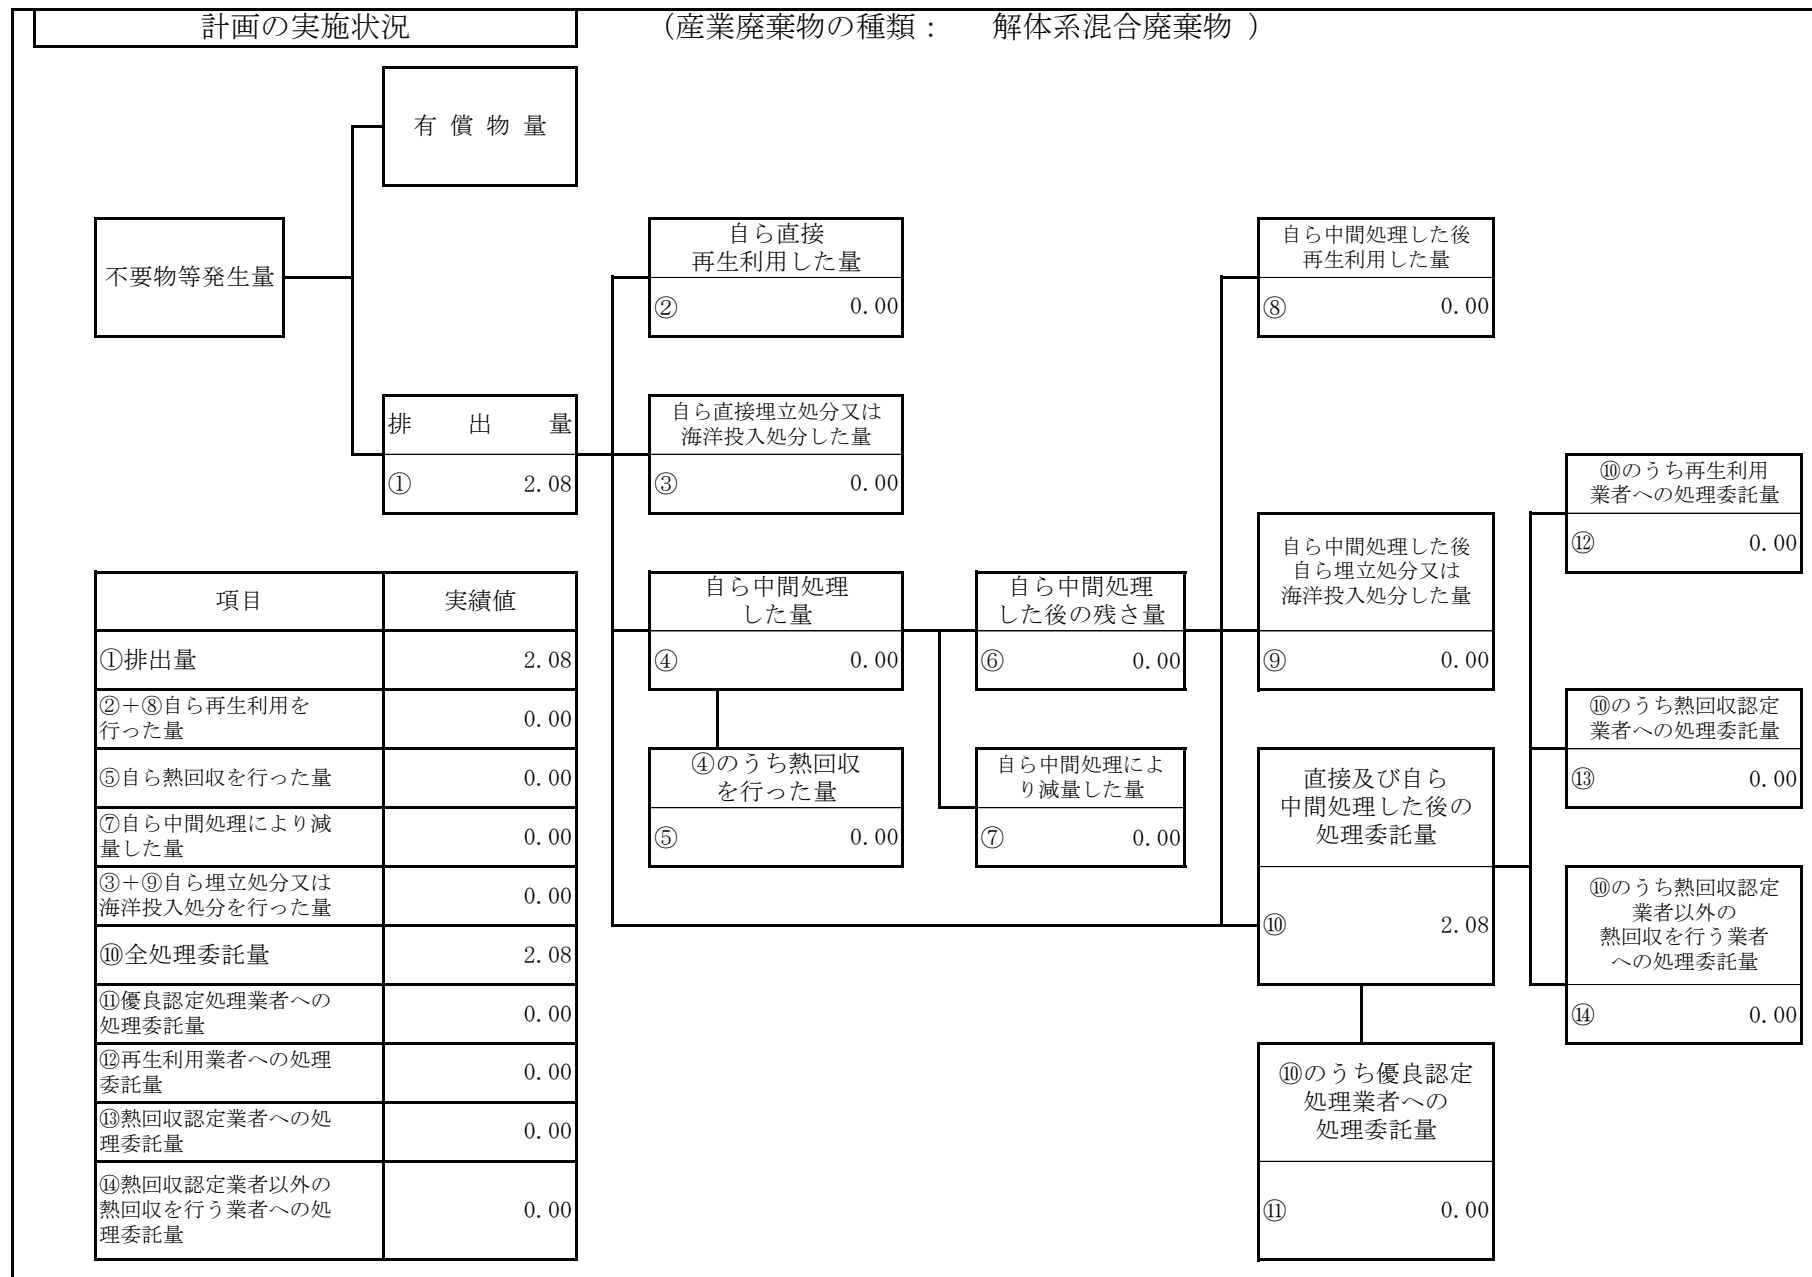 計画の実施状況
（産業廃棄物の種類： 解体系混合廃棄物 ）
有 償 物 量
不要物等発生量
自ら直接
再生利用した量
② 0.00
自ら中間処理した後
再生利用した量
⑧ 0.00
排 出 量
① 2.08
自ら直接埋立処分又は
海洋投入処分した量
③ 0.00
⑩のうち再生利用
業者への処理委託量
⑫ 0.00
自ら中間処理した後
自ら埋立処分又は
海洋投入処分した量
⑨ 0.00
自ら中間処理
した量
④ 0.00
自ら中間処理
した後の残さ量
⑥ 0.00
⑩のうち熱回収認定
業者への処理委託量
⑬ 0.00
④のうち熱回収
を行った量
⑤ 0.00
自ら中間処理によ
り減量した量
⑦ 0.00
直接及び自ら
中間処理した後の
処理委託量
⑩ 2.08
⑩のうち熱回収認定
業者以外の
熱回収を行う業者
への処理委託量
⑭ 0.00
⑩のうち優良認定
処理業者への
処理委託量
⑪ 0.00
項目 実績値
①排出量 2.08
②＋⑧自ら再生利用を
行った量 0.00
⑤自ら熱回収を行った量 0.00
⑦自ら中間処理により減
量した量 0.00
③＋⑨自ら埋立処分又は
海洋投入処分を行った量 0.00
⑩全処理委託量 2.08
⑪優良認定処理業者への
処理委託量 0.00
⑫再生利用業者への処理
委託量 0.00
⑬熱回収認定業者への処
理委託量 0.00
⑭熱回収認定業者以外の
熱回収を行う業者への処
理委託量 0.00